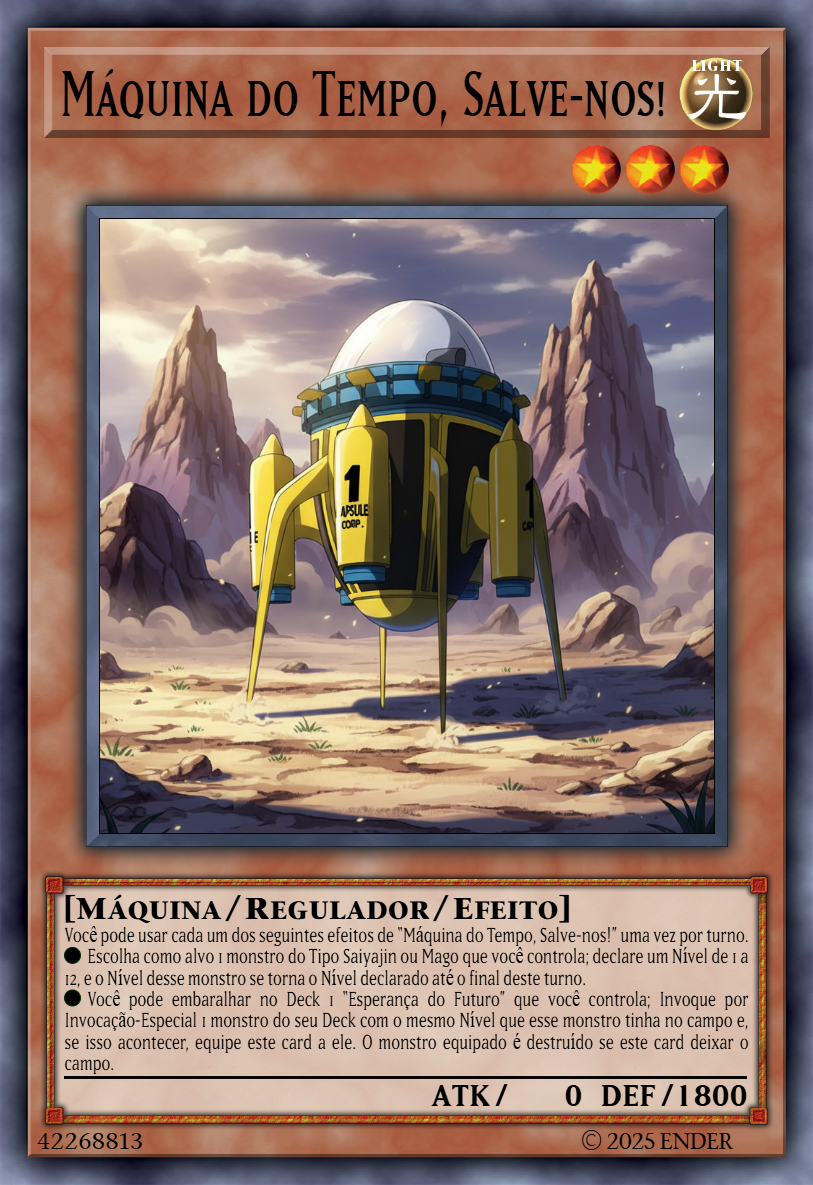 Máquina do Tempo, Salve-nos!
LIGHT
光
1
CAPSULE
CORP.
1
[Máquina/Regulador/Efeito]
Você pode usar cada um dos seguintes efeitos de "Máquina do Tempo, Salve-nos!" uma vez por turno.
● Escolha como alvo 1 monstro do Tipo Saiyajin ou Mago que você controla; declare um Nível de 1 a
12, e o Nível desse monstro se torna o Nível declarado até o final deste turno.
● Você pode embaralhar no Deck 1 "Esperança do Futuro" que você controla; Invoque por
Invocação-Especial 1 monstro do seu Deck com o mesmo Nível que esse monstro tinha no campo e,
se isso acontecer, equipe este card a ele. O monstro equipado é destruído se este card deixar o
campo.
ATK/ 0 DEF/1800
42268813 © 2025 ENDER